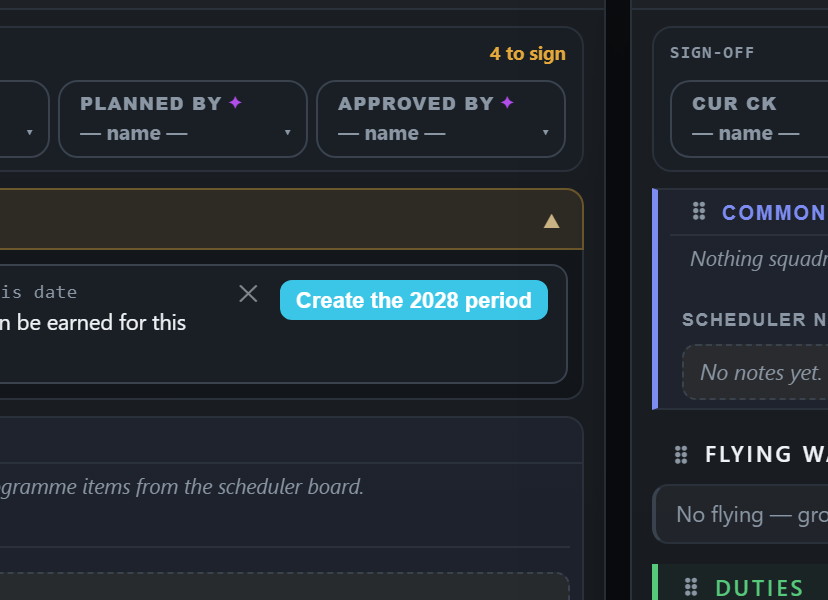 4 to sign
PLANNED BY ✦
— name —
APPROVED BY ✦
— name —
is date
n be earned for this
Create the 2028 period
gramme items from the scheduler board.
SIGN-OFF
CUR CK
— name —
COMMON
Nothing squadr
SCHEDULER N
No notes yet.
FLYING WA
No flying — gro
DUTIES